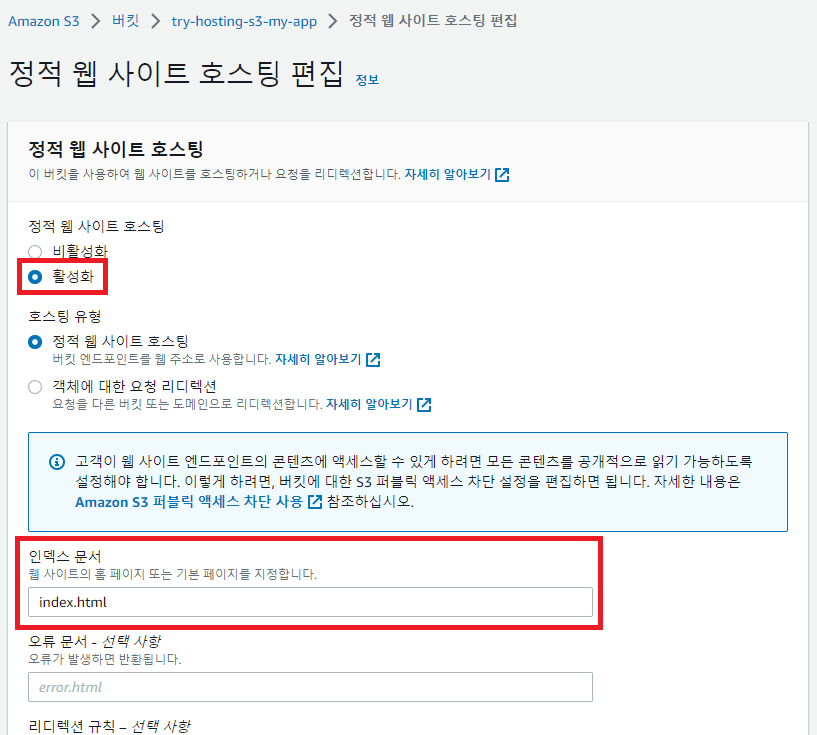 Amazon S3 > 버킷 > try-hosting-s3-my-app > 정적 웹 사이트 호스팅 편집
정적 웹 사이트 호스팅 편집 정보
정적 웹 사이트 호스팅
이 버킷을 사용하여 웹 사이트를 호스팅하거나 요청을 리디렉션합니다. 자세히 알아보기
정적 웹 사이트 호스팅
비활성화
활성화
호스팅 유형
정적 웹 사이트 호스팅
버킷 엔드포인트를 웹 주소로 사용합니다. 자세히 알아보기
객체에 대한 요청 리디렉션
요청을 다른 버킷 또는 도메인으로 리디렉션합니다. 자세히 알아보기
고객이 웹 사이트 엔드포인트의 콘텐츠에 액세스할 수 있게 하려면 모든 콘텐츠를 공개적으로 읽기 가능하도록
설정해야 합니다. 이렇게 하려면, 버킷에 대한 S3 퍼블릭 액세스 차단 설정을 편집하면 됩니다. 자세한 내용은
Amazon S3 퍼블릭 액세스 차단 사용 참조하십시오.
인덱스 문서
웹 사이트의 홈 페이지 또는 기본 페이지를 지정합니다.
index.html
오류 문서 - 선택 사항
오류가 발생하면 반환됩니다.
error.html
리디렉션 규칙 – 선택 사항